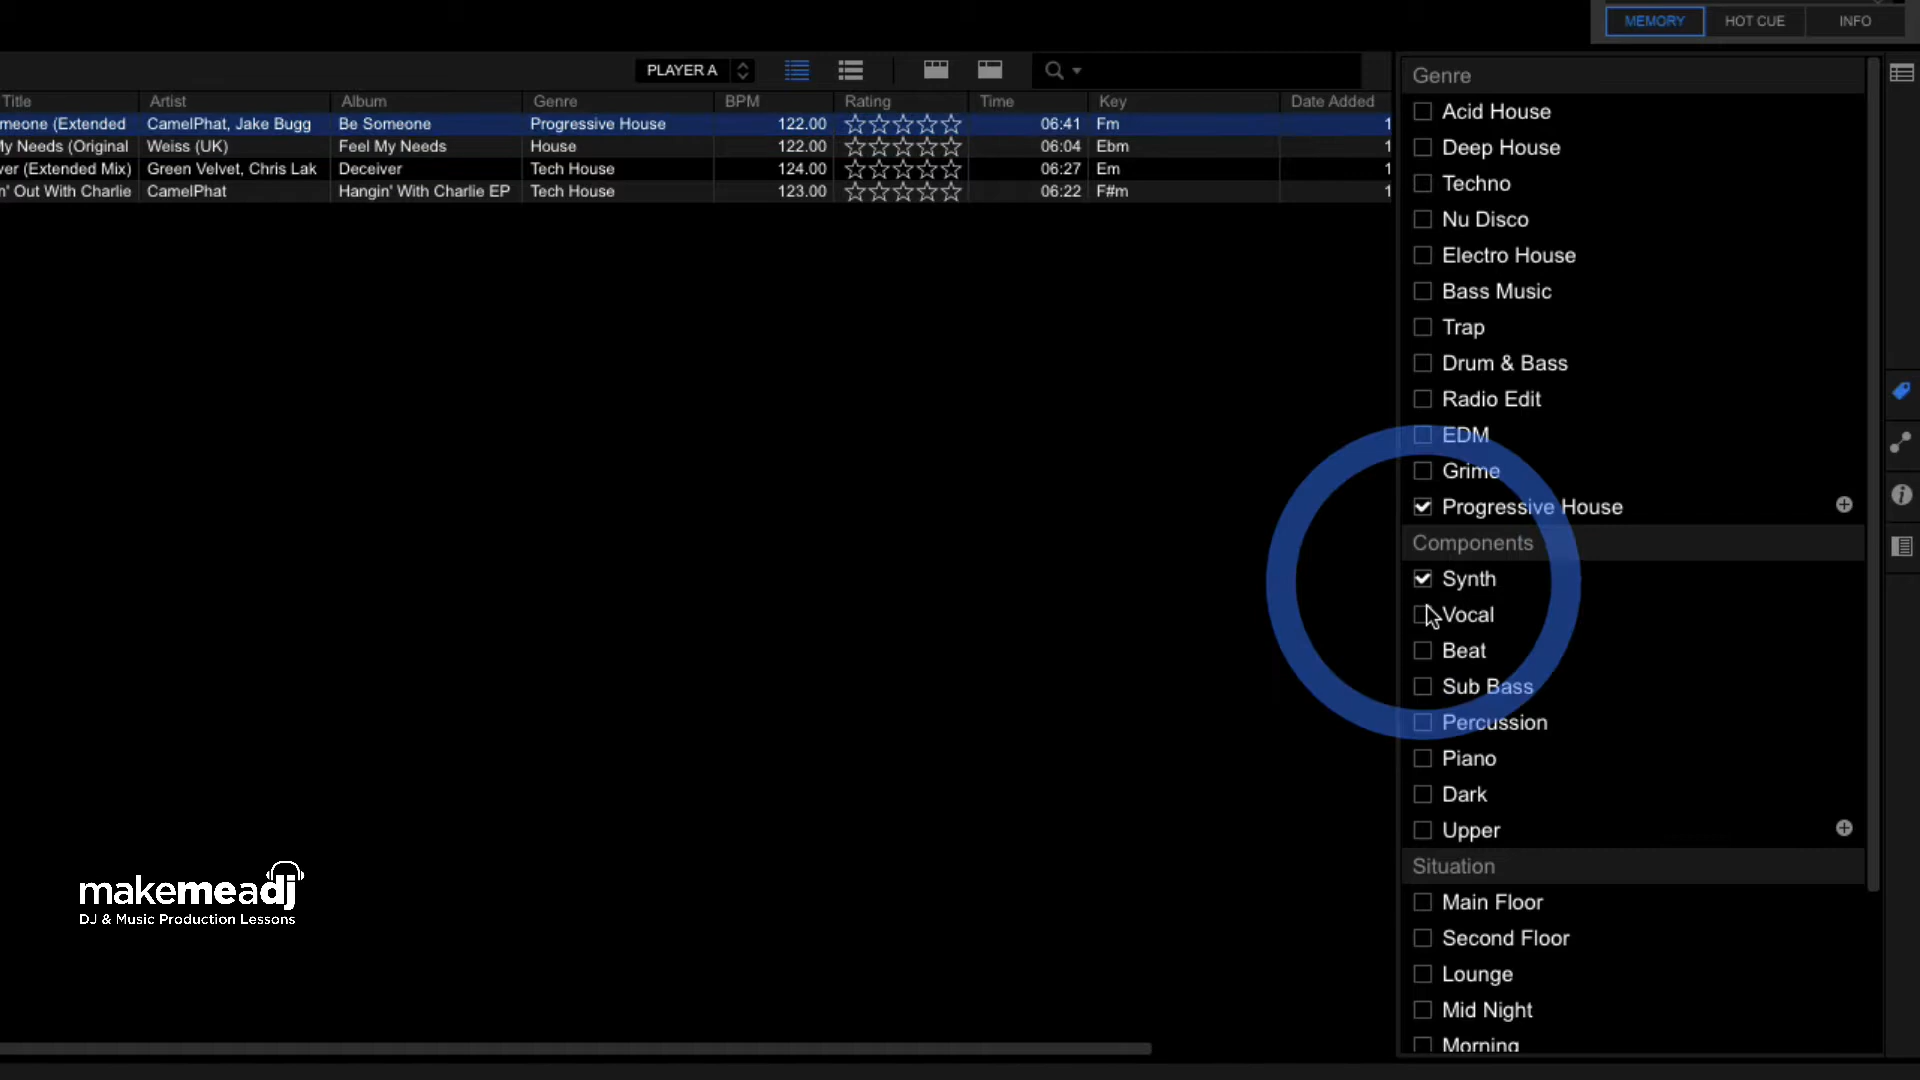 MEMORY HOT CUE INFO
PLAYER A
Title Artist Album Genre BPM Rating Time Key Date Added
meone (Extended CamelPhat, Jake Bugg Be Someone Progressive House 122.00 06:41 Fm 1
My Needs (Original Weiss (UK) Feel My Needs House 122.00 06:04 Ebm 1
ver (Extended Mix) Green Velvet, Chris Lak Deceiver Tech House 124.00 06:27 Em 1
n' Out With Charlie CamelPhat Hangin' With Charlie EP Tech House 123.00 06:22 F#m 1
Genre
Acid House
Deep House
Techno
Nu Disco
Electro House
Bass Music
Trap
Drum & Bass
Radio Edit
EDM
Grime
Progressive House
Components
Synth
Vocal
Beat
Sub Bass
Percussion
Piano
Dark
Upper
Situation
Main Floor
Second Floor
Lounge
Mid Night
Morning
makemeadj
DJ & Music Production Lessons